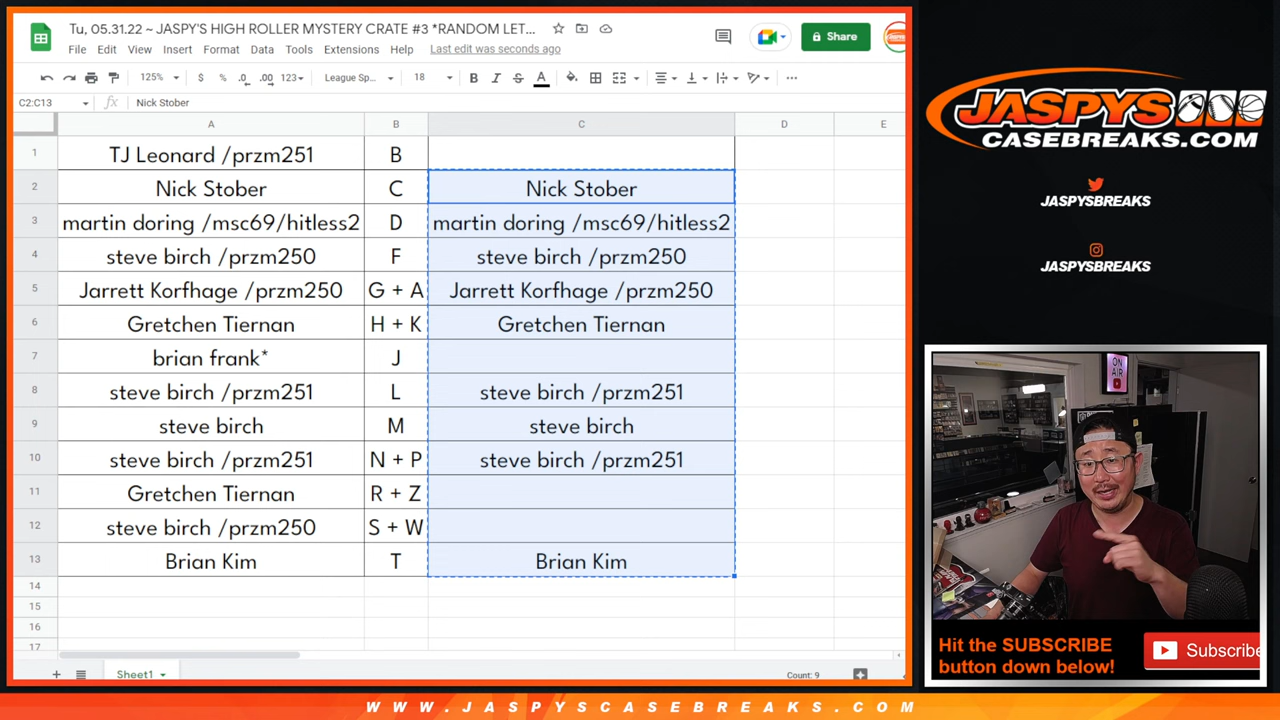 Tu, 05.31.22 ~ JASPY'S HIGH ROLLER MYSTERY CRATE #3 *RANDOM LET...
File Edit View Insert Format Data Tools Extensions Help Last edit was seconds ago
Share
125% $ % .0 .00 123 League Sp... 18 B I S A
C2:C13 fx Nick Stober
A B C D E
1 TJ Leonard /przm251 B
2 Nick Stober C Nick Stober
3 martin doring /msc69/hitless2 D martin doring /msc69/hitless2
4 steve birch /przm250 F steve birch /przm250
5 Jarrett Korfhage /przm250 G + A Jarrett Korfhage /przm250
6 Gretchen Tiernan H + K Gretchen Tiernan
7 brian frank* J
8 steve birch /przm251 L steve birch /przm251
9 steve birch M steve birch
10 steve birch /przm251 N + P steve birch /przm251
11 Gretchen Tiernan R + Z
12 steve birch /przm250 S + W
13 Brian Kim T Brian Kim
14
15
16
17
Sheet1
Count: 9
JASPYS
CASEBREAKS.COM
JASPYSBREAKS
JASPYSBREAKS
ON
AIR
Hit the SUBSCRIBE
button down below!
Subscribe
WWW.JASPYSCASEBREAKS.COM